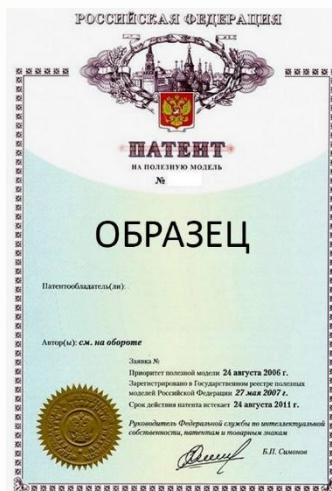 РОССИЙСКАЯ ФЕДЕРАЦИЯ
ПАТЕНТ
НА ПОЛЕЗНУЮ МОДЕЛЬ
№
ОБРАЗЕЦ
Патентообладатель(ли):
Автор(ы): см. на обороте
Заявка №
Приоритет полезной модели 24 августа 2006 г.
Зарегистрировано в Государственном реестре полезных
моделей Российской Федерации 27 мая 2007 г.
Срок действия патента истекает 24 августа 2011 г.
Руководитель Федеральной службы по интеллектуальной
собственности, патентам и товарным знакам
Б.П. Симонов